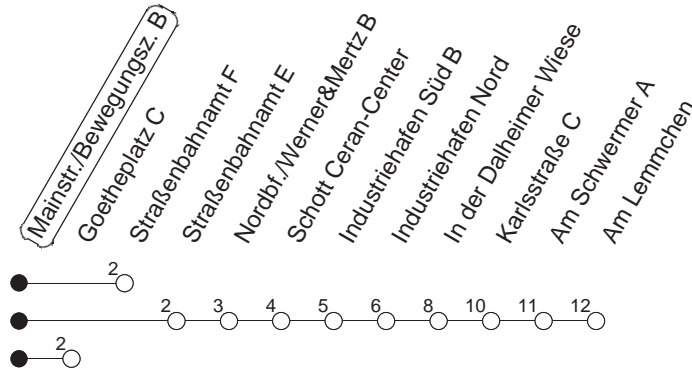 Mainstr./Bewegungsz. B
Goetheplatz C
Straßenbahnamt F
Straßenbahnamt E
Nordbf./Werner&Mertz B
Schott Ceran-Center
Industriehafen Süd B
Industriehafen Nord
In der Dalheimer Wiese
Karlsstraße C
Am Schwermer A
Am Lemmchen
2
2 3 4 5 6 8 10 11 12
2